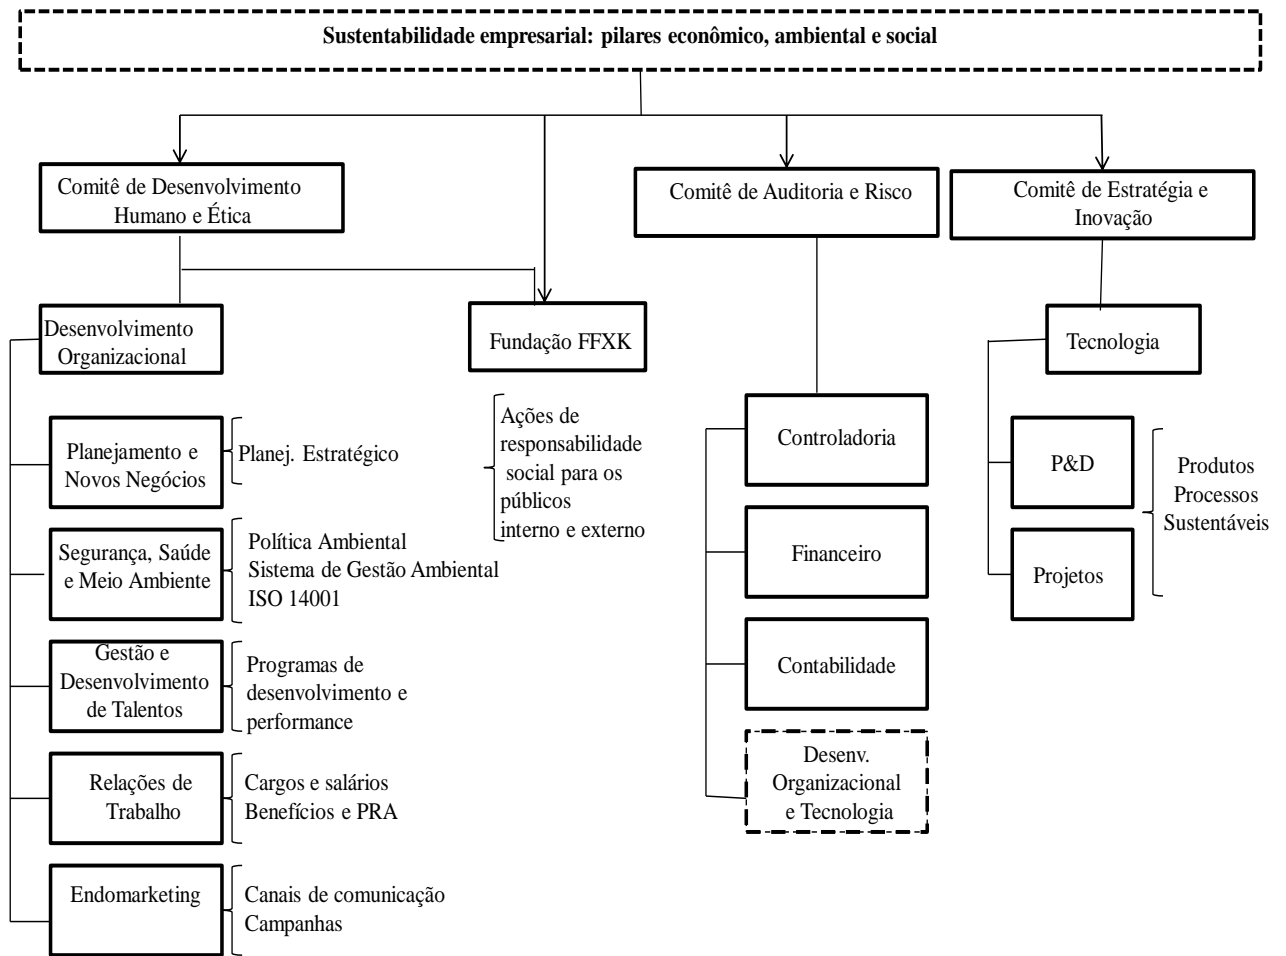 Sustentabilidade empresarial: pilares econômico, ambiental e social
Comitê de Desenvolvimento
Humano e Ética
Comitê de Auditoria e Risco
Comitê de Estratégia e
Inovação
Desenvolvimento
Organizacional
Fundação FFXK
Tecnologia
Planejamento e
Novos Negócios
Planej. Estratégico
Ações de
responsabilidade
social para os
públicos
interno e externo
Controladoria
P&D
Produtos
Processos
Sustentáveis
Segurança, Saúde
e Meio Ambiente
Política Ambiental
Sistema de Gestão Ambiental
ISO 14001
Financeiro
Projetos
Gestão e
Desenvolvimento
de Talentos
Programas de
desenvolvimento e
performance
Contabilidade
Relações de
Trabalho
Cargos e salários
Benefícios e PRA
Desenv.
Organizacional
e Tecnologia
Endomarketing
Canais de comunicação
Campanhas